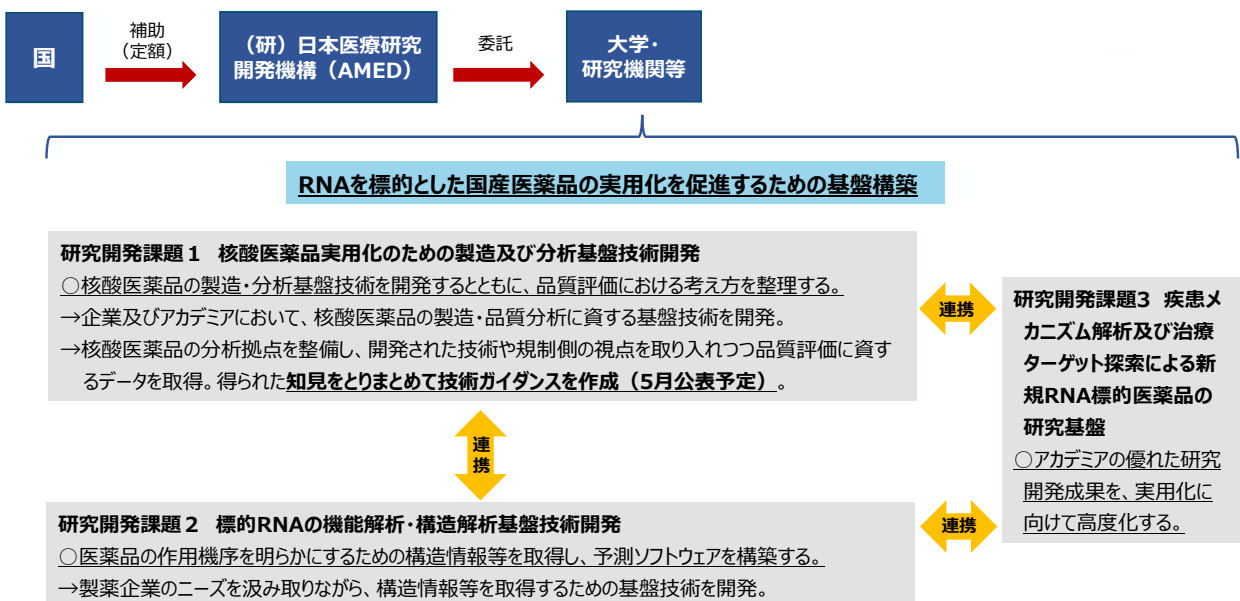 国
補助
（定額）
（研）日本医療研究
開発機構（AMED）
委託
大学・
研究機関等
RNAを標的とした国産医薬品の実用化を促進するための基盤構築
研究開発課題１　核酸医薬品実用化のための製造及び分析基盤技術開発
○核酸医薬品の製造・分析基盤技術を開発するとともに、品質評価における考え方を整理する。
→企業及びアカデミアにおいて、核酸医薬品の製造・品質分析に資する基盤技術を開発。
→核酸医薬品の分析拠点を整備し、開発された技術や規制側の視点を取り入れつつ品質評価に資す
るデータを取得。得られた知見をとりまとめて技術ガイダンスを作成（5月公表予定）。
連携
連
携
研究開発課題２　標的RNAの機能解析・構造解析基盤技術開発
○医薬品の作用機序を明らかにするための構造情報等を取得し、予測ソフトウェアを構築する。
→製薬企業のニーズを汲み取りながら、構造情報等を取得するための基盤技術を開発。
連携
研究開発課題3　疾患メ
カニズム解析及び治療
ターゲット探索による新
規RNA標的医薬品の
研究基盤
○アカデミアの優れた研究
開発成果を、実用化に
向けて高度化する。